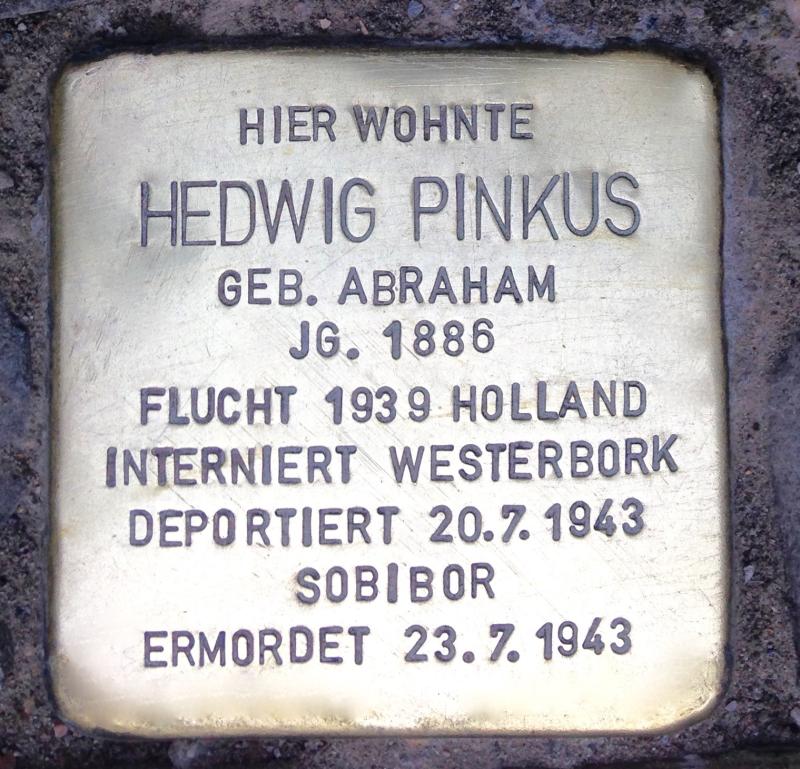 HIER WOHNTE
HEDWIG PINKUS
GEB. ABRAHAM
JG. 1886
FLUCHT 1939 HOLLAND
INTERNIERT WESTERBORK
DEPORTIERT 20.7.1943
SOBIBOR
ERMORDET 23.7.1943